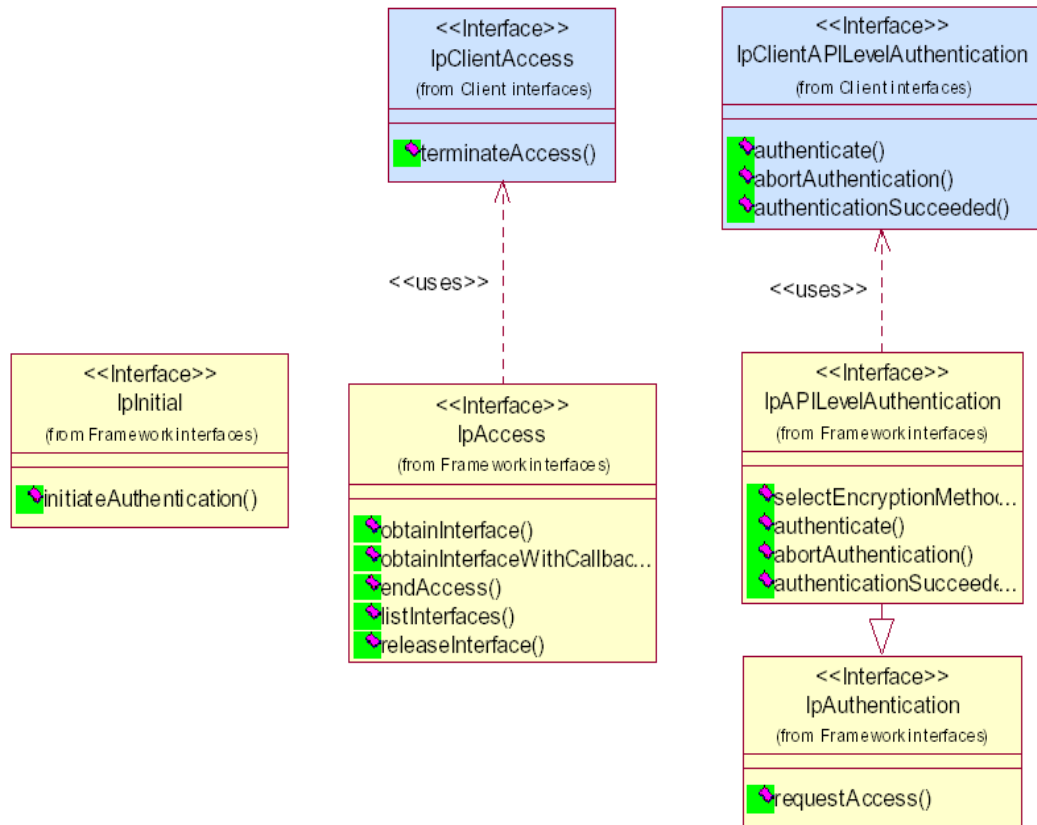 <<Interface>>
IpClientAccess
(from Client interfaces)
terminateAccess()
<<Interface>>
IpClientAPILevelAuthentication
(from Client interfaces)
authenticate()
abortAuthentication()
authenticationSucceeded()
<<uses>>
<<uses>>
<<Interface>>
IpInitial
(from Framework interfaces)
initiateAuthentication()
<<Interface>>
IpAccess
(from Framework interfaces)
obtainInterface()
obtainInterfaceWithCallbac...
endAccess()
listInterfaces()
releaseInterface()
<<Interface>>
IpAPILevelAuthentication
(from Framework interfaces)
selectEncryptionMethod...
authenticate()
abortAuthentication()
authenticationSucceede...
<<Interface>>
IpAuthentication
(from Framework interfaces)
requestAccess()